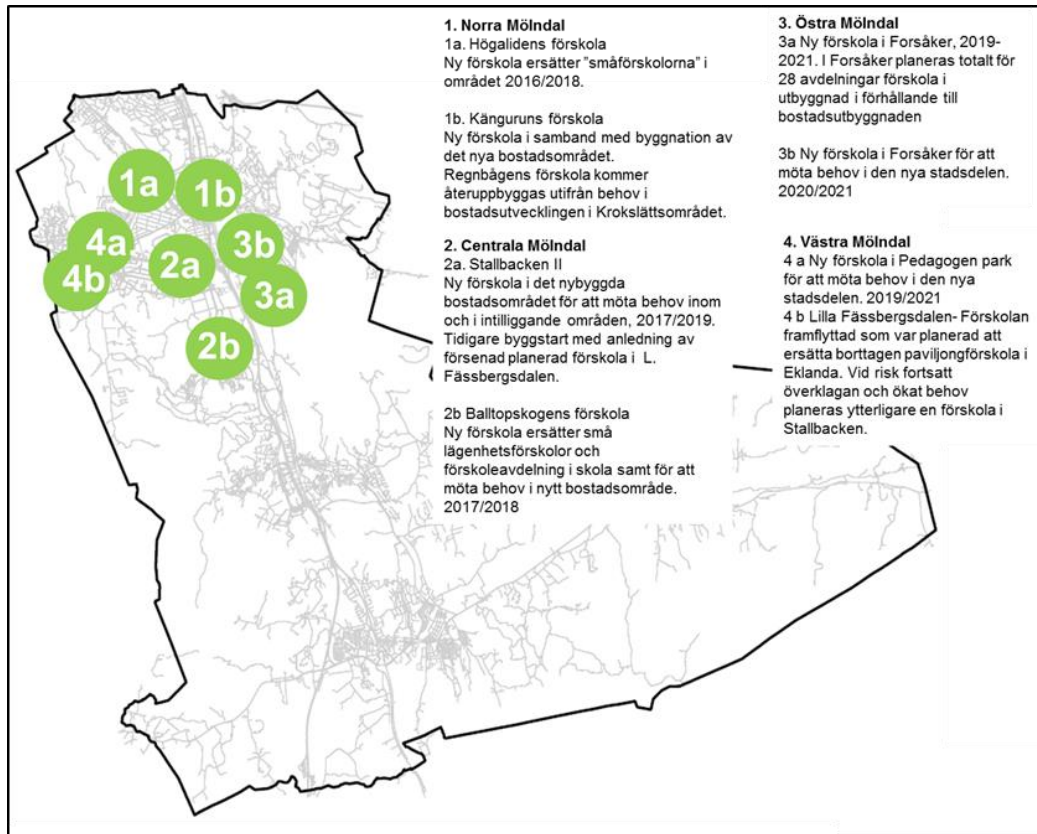 1. Norra Mölndal
1a. Högalidens förskola
Ny förskola ersätter "småförskolorna" i
området 2016/2018.
1b. Känguruns förskola
Ny förskola i samband med byggnation av
det nya bostadsområdet.
Regnbågens förskola kommer
återuppbyggas utifrån behov i
bostadsutvecklingen i Krokslättsområdet.
2. Centrala Mölndal
2a. Stallbacken II
Ny förskola i det nybyggda
bostadsområdet för att möta behov inom
och i intilliggande områden, 2017/2019.
Tidigare byggstart med anledning av
försenad planerad förskola i L.
Fässbergsdalen.
2b Balltopskogens förskola
Ny förskola ersätter små
lägenhetsförskolor och
förskoleavdelning i skola samt för att
möta behov i nytt bostadsområde.
2017/2018
3. Östra Mölndal
3a Ny förskola i Forsåker, 2019-
2021. I Forsåker planeras totalt för
28 avdelningar förskola i
utbyggnad i förhållande till
bostadsutbyggnaden
3b Ny förskola i Forsåker för att
möta behov i den nya stadsdelen.
2020/2021
4. Västra Mölndal
4 a Ny förskola i Pedagogen park
för att möta behov i den nya
stadsdelen. 2019/2021
4 b Lilla Fässbergsdalen- Förskolan
framflyttad som var planerad att
ersätta borttagen paviljongförskola i
Eklanda. Vid risk fortsatt
överklagan och ökat behov
planeras ytterligare en förskola i
Stallbacken.
1a
1b
4a
3b
2a
4b
3a
2b